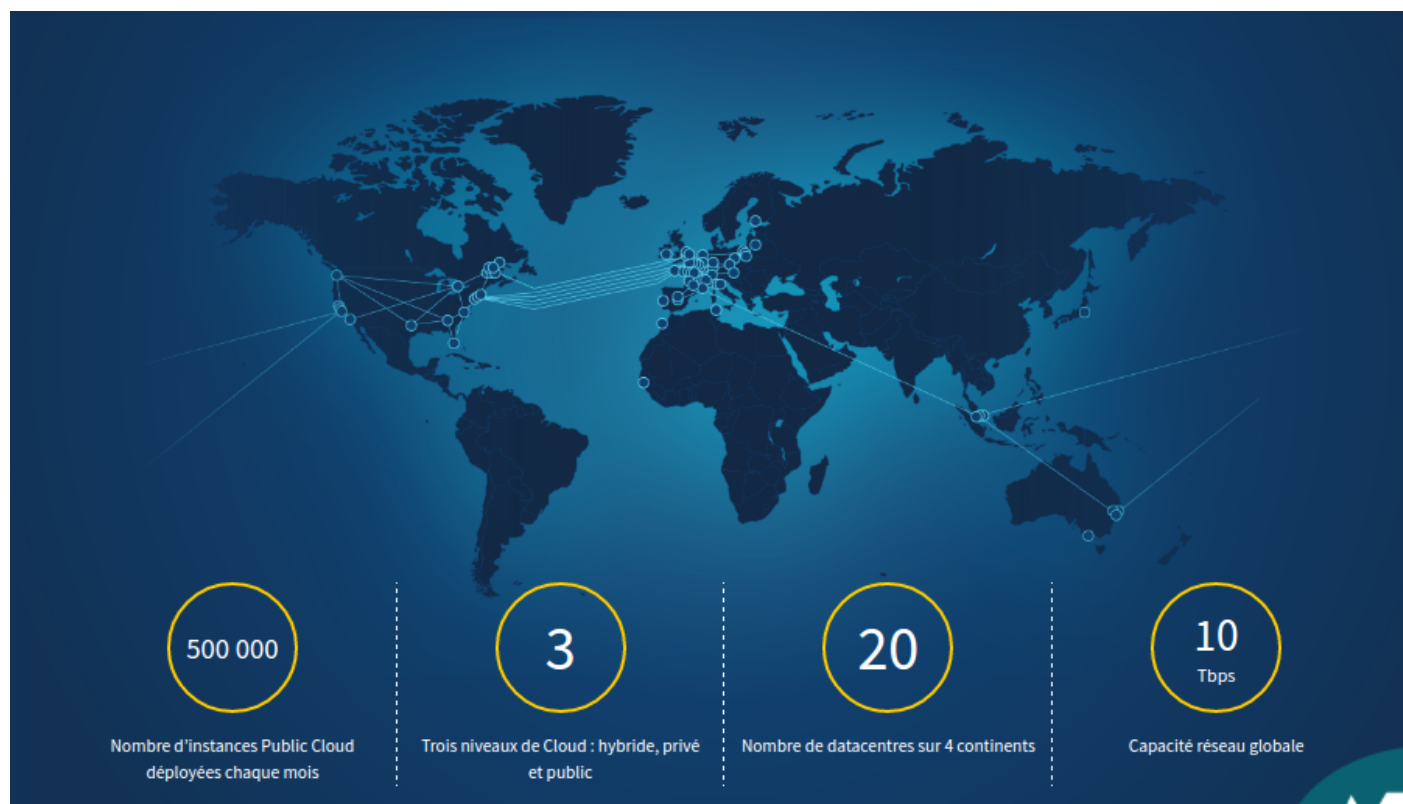 500 000
Nombre d'instances Public Cloud
déployées chaque mois
3
Trois niveaux de Cloud : hybride, privé
et public
20
Nombre de datacentres sur 4 continents
10
Tbps
Capacité réseau globale